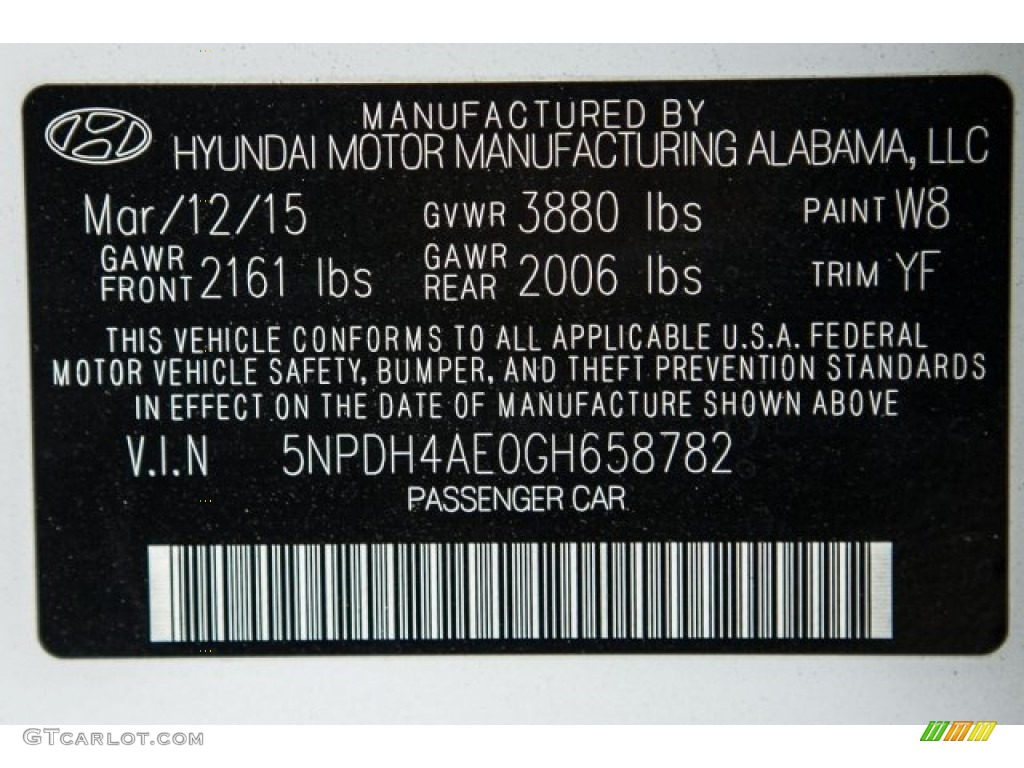 MANUFACTURED BY
HYUNDAI MOTOR MANUFACTURING ALABAMA, LLC
Mar/12/15 GVWR 3880 lbs PAINT W8
GAWR FRONT 2161 lbs GAWR REAR 2006 lbs TRIM YF
THIS VEHICLE CONFORMS TO ALL APPLICABLE U.S.A. FEDERAL
MOTOR VEHICLE SAFETY, BUMPER, AND THEFT PREVENTION STANDARDS
IN EFFECT ON THE DATE OF MANUFACTURE SHOWN ABOVE
V.I.N 5NPDH4AE0GH658782
PASSENGER CAR
GTCARLOT.COM